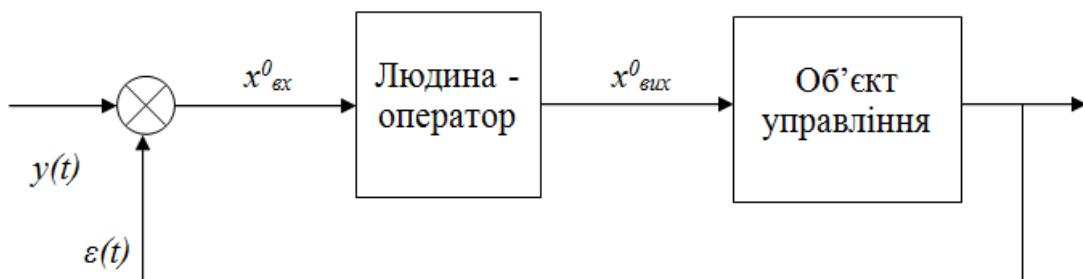 x⁰вх
Людина -
оператор
x⁰вих
Об’єкт
управління
y(t)
ε(t)